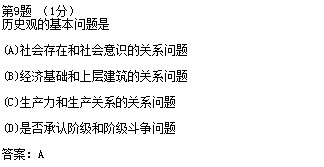 第9题 (1分)
历史观的基本问题是
(A)社会存在和社会意识的关系问题
(B)经济基础和上层建筑的关系问题
(C)生产力和生产关系的关系问题
(D)是否承认阶级和阶级斗争问题
答案: A